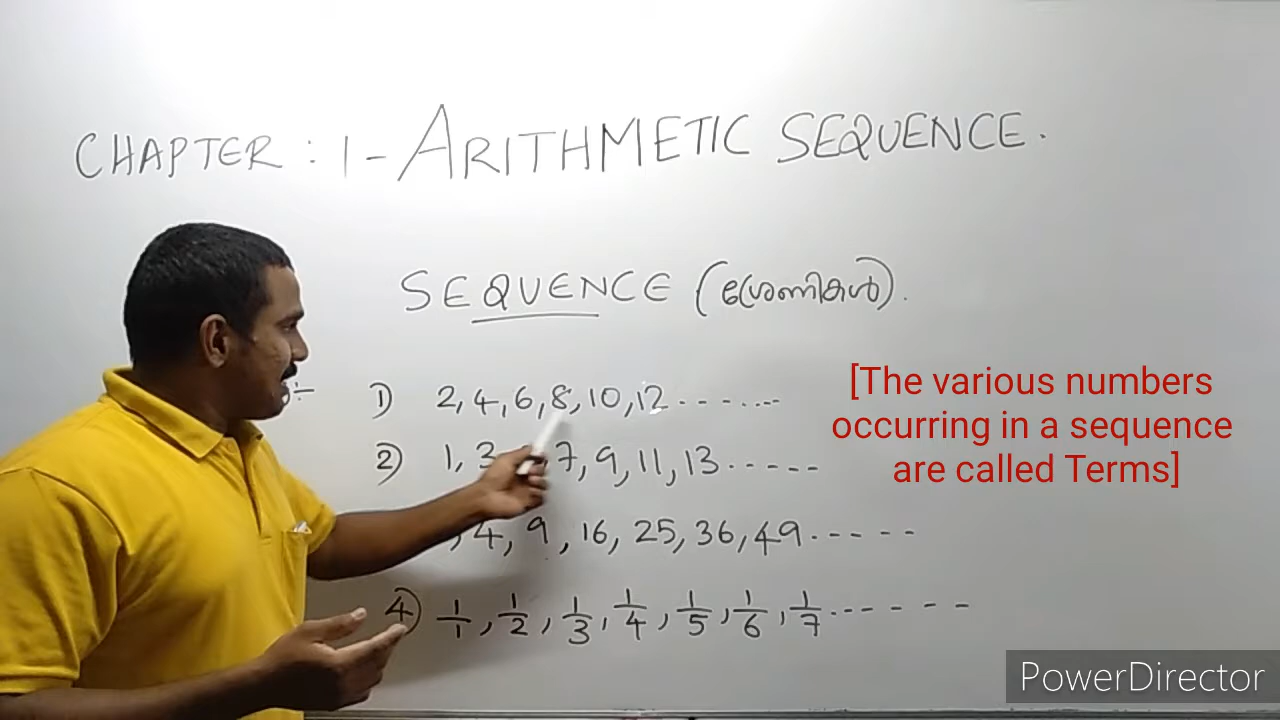 CHAPTER : 1 - ARITHMETIC SEQUENCE.
SEQUENCE (ശ്രേണികൾ).
÷ 1) 2, 4, 6, 8, 10, 12 . . . . . . .
2) 1, 3 7, 9, 11, 13 . . . . .
, 4, 9, 16, 25, 36, 49 . . . . .
4) 1/1, 1/2, 1/3, 1/4, 1/5, 1/6, 1/7 . . . . . .
[The various numbers
occurring in a sequence
are called Terms]
PowerDirector